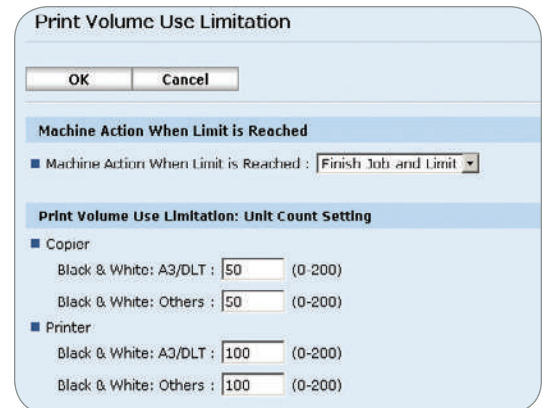 Print Volume Use Limitation
OK Cancel
Machine Action When Limit is Reached
Machine Action When Limit is Reached : Finish Job and Limit
Print Volume Use Limitation: Unit Count Setting
Copier
Black & White: A3/DLT : 50 (0-200)
Black & White: Others : 50 (0-200)
Printer
Black & White: A3/DLT : 100 (0-200)
Black & White: Others : 100 (0-200)